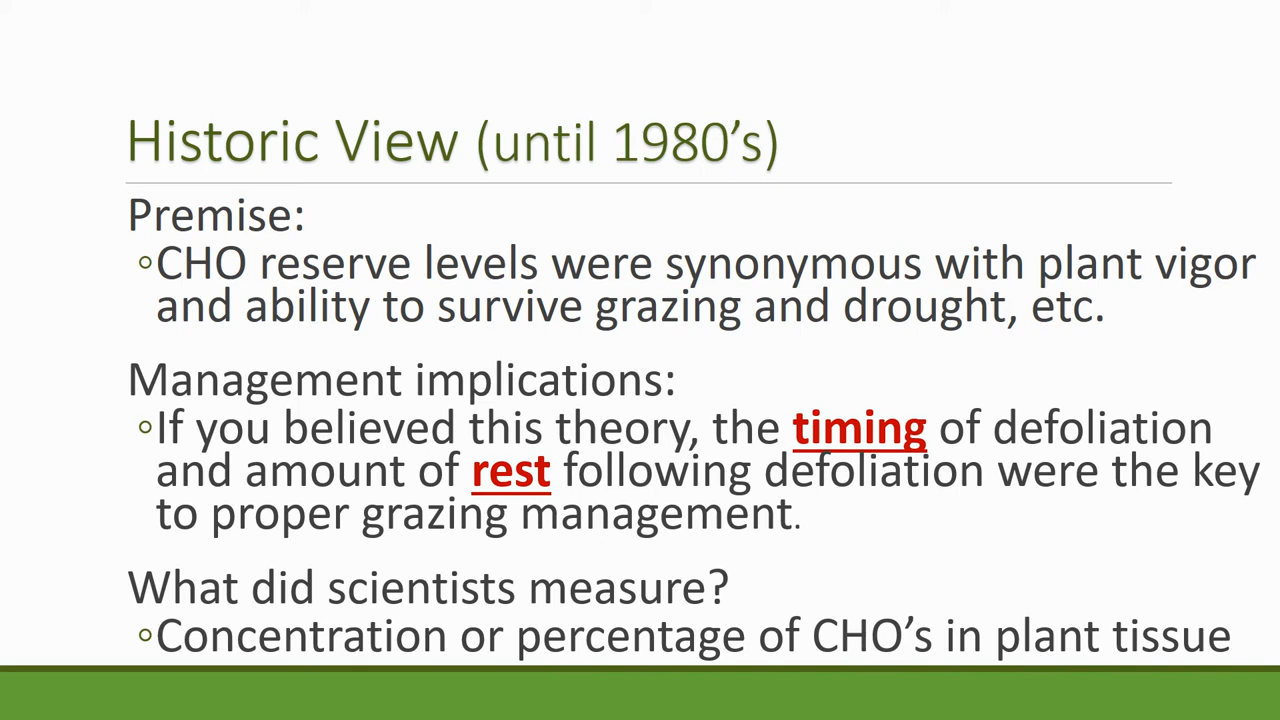 Historic View (until 1980’s)
Premise:
◦CHO reserve levels were synonymous with plant vigor
and ability to survive grazing and drought, etc.
Management implications:
◦If you believed this theory, the timing of defoliation
and amount of rest following defoliation were the key
to proper grazing management.
What did scientists measure?
◦Concentration or percentage of CHO’s in plant tissue